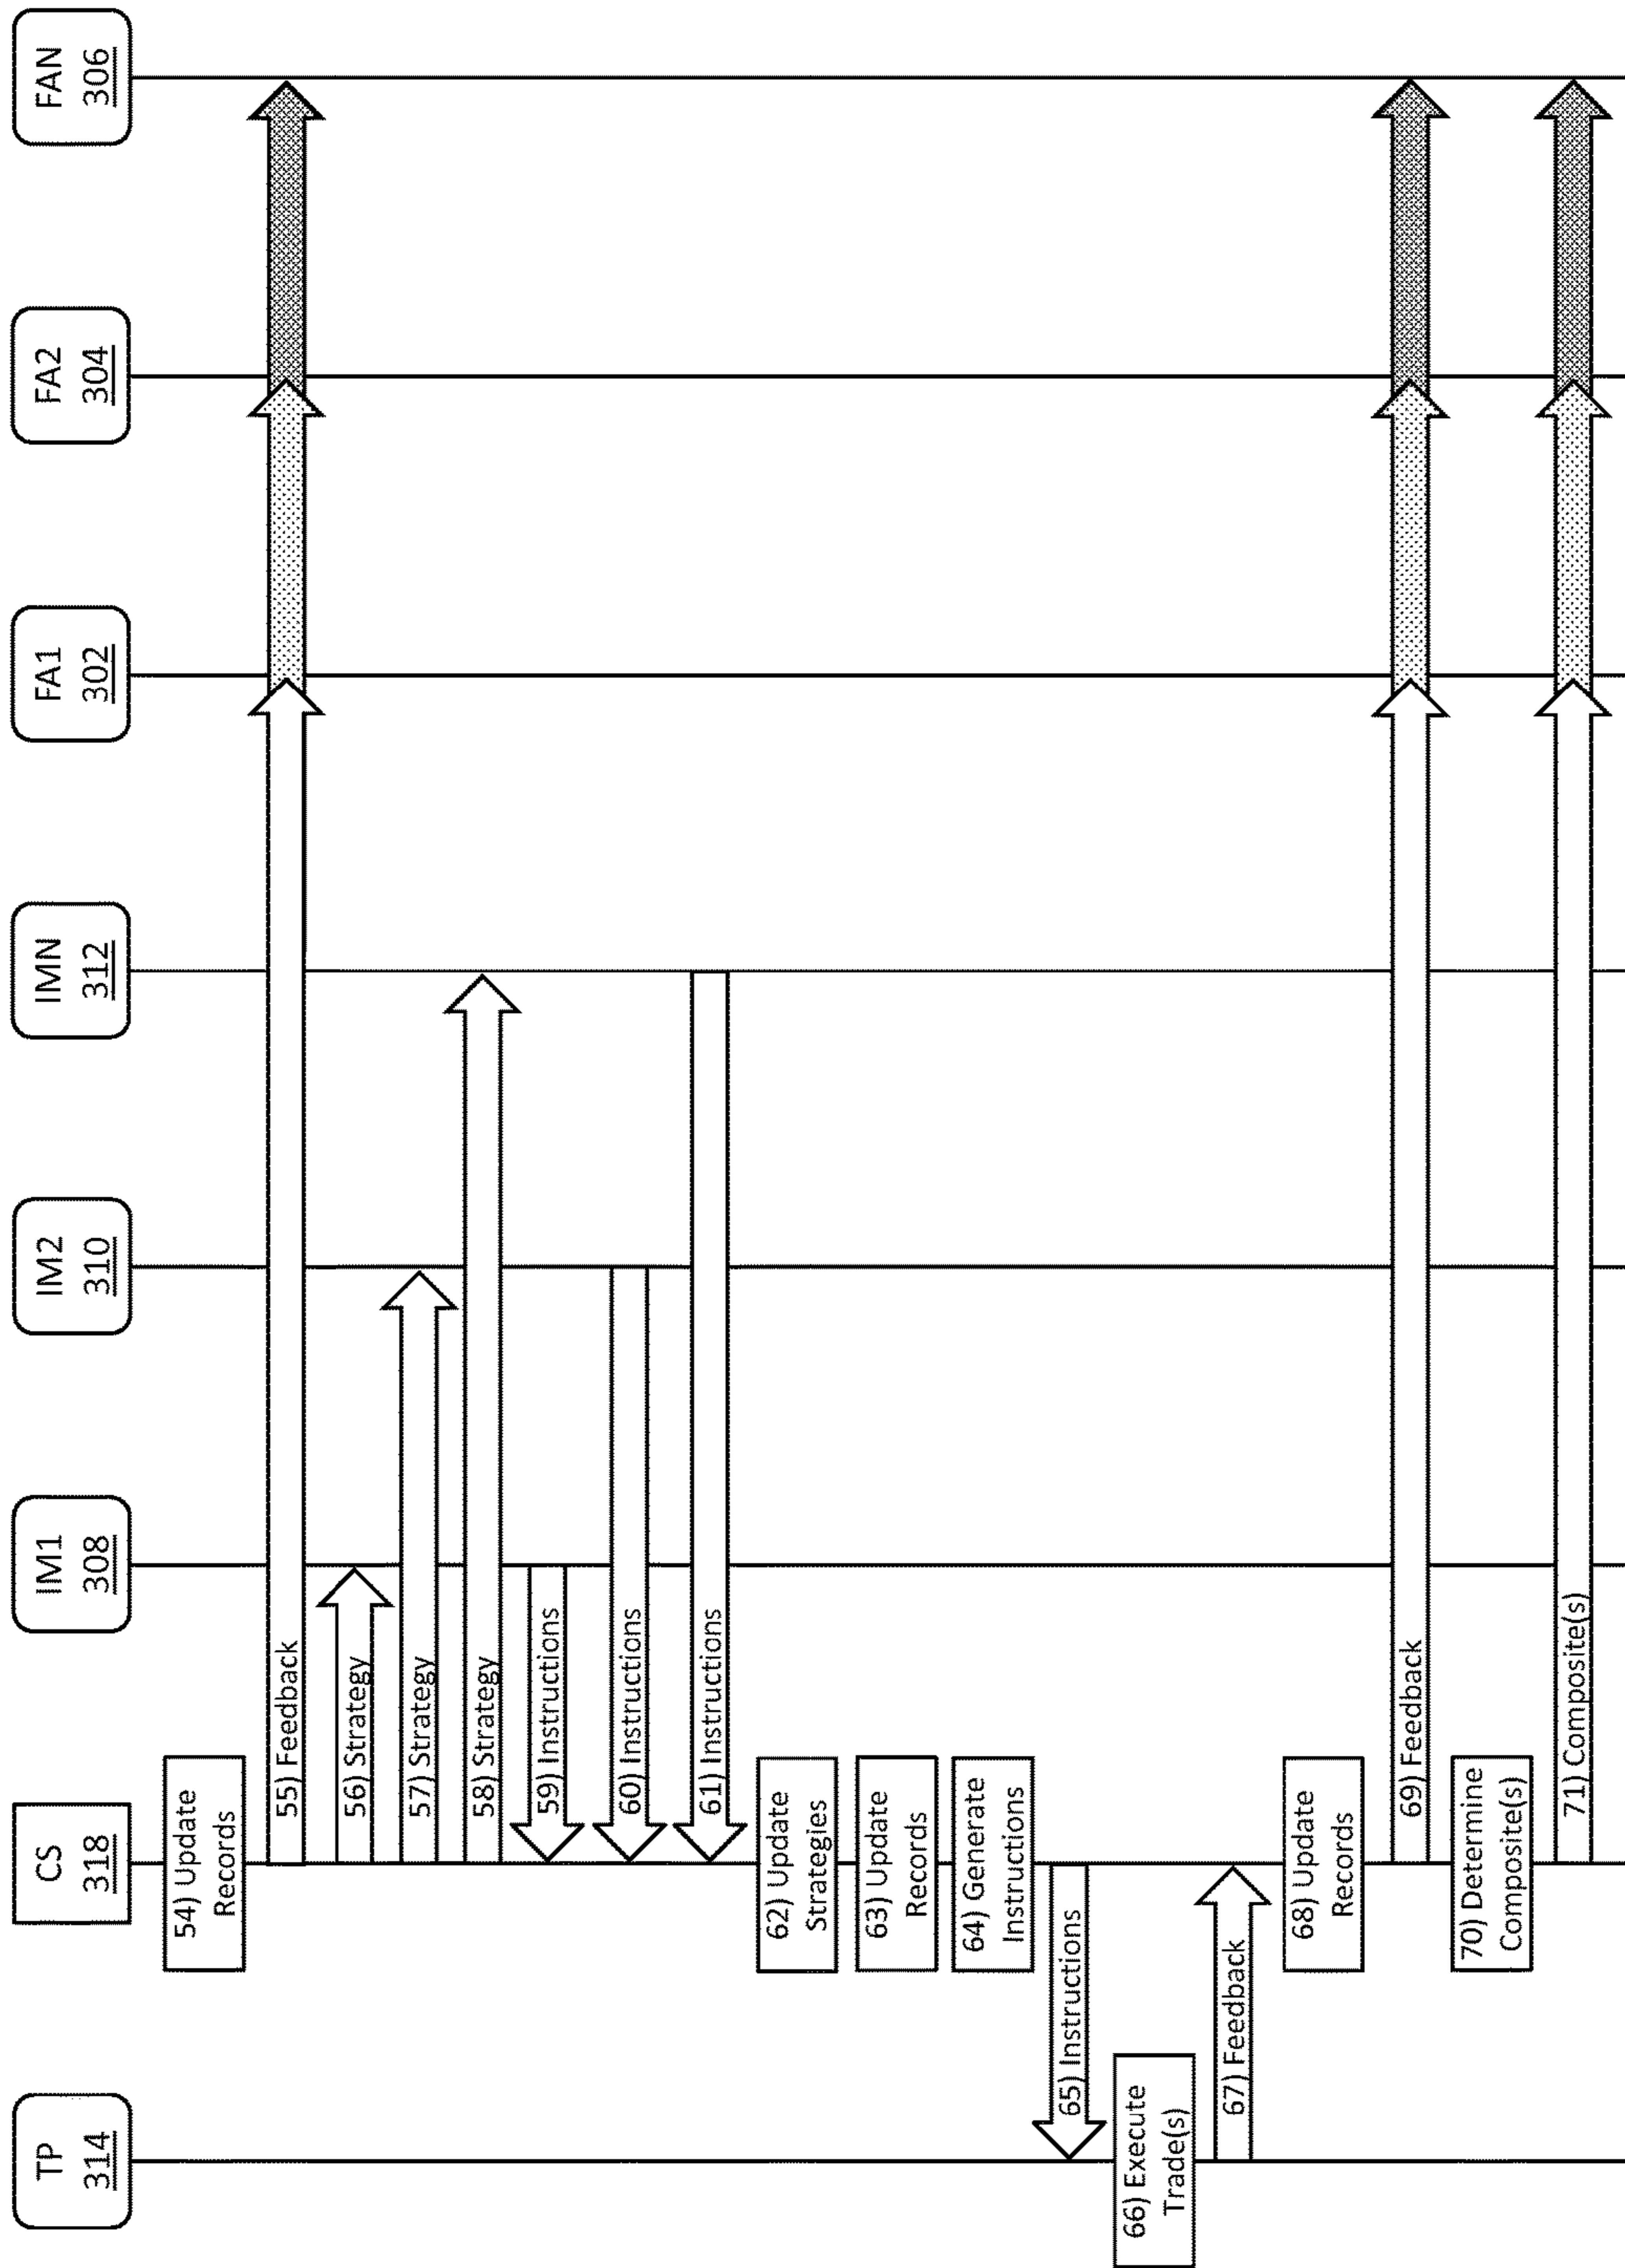 TP
314
CS
318
IM1
308
IM2
310
IMN
312
FA1
302
FA2
304
FAN
306
54) Update
Records
55) Feedback
56) Strategy
57) Strategy
58) Strategy
59) Instructions
60) Instructions
61) Instructions
62) Update
Strategies
63) Update
Records
64) Generate
Instructions
65) Instructions
66) Execute
Trade(s)
67) Feedback
68) Update
Records
69) Feedback
70) Determine
Composite(s)
71) Composite(s)